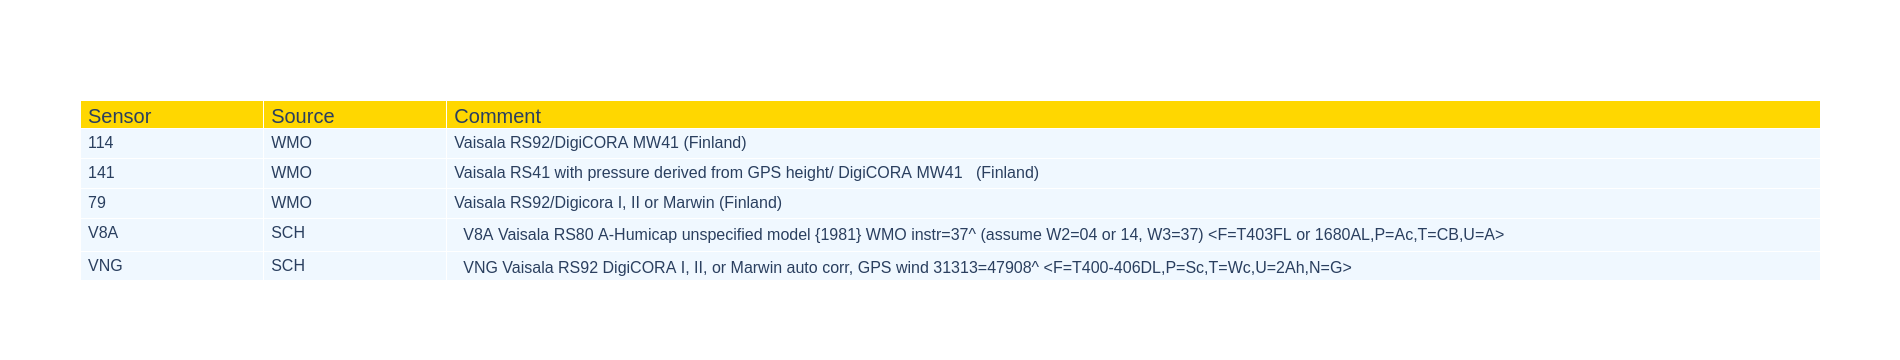 Sensor Source Comment
114 WMO Vaisala RS92/DigiCORA MW41 (Finland)
141 WMO Vaisala RS41 with pressure derived from GPS height/ DigiCORA MW41   (Finland)
79 WMO Vaisala RS92/Digicora I, II or Marwin (Finland)
V8A SCH V8A Vaisala RS80 A-Humicap unspecified model {1981} WMO instr=37^ (assume W2=04 or 14, W3=37) <F=T403FL or 1680AL,P=Ac,T=CB,U=A>
VNG SCH VNG Vaisala RS92 DigiCORA I, II, or Marwin auto corr, GPS wind 31313=47908^ <F=T400-406DL,P=Sc,T=Wc,U=2Ah,N=G>